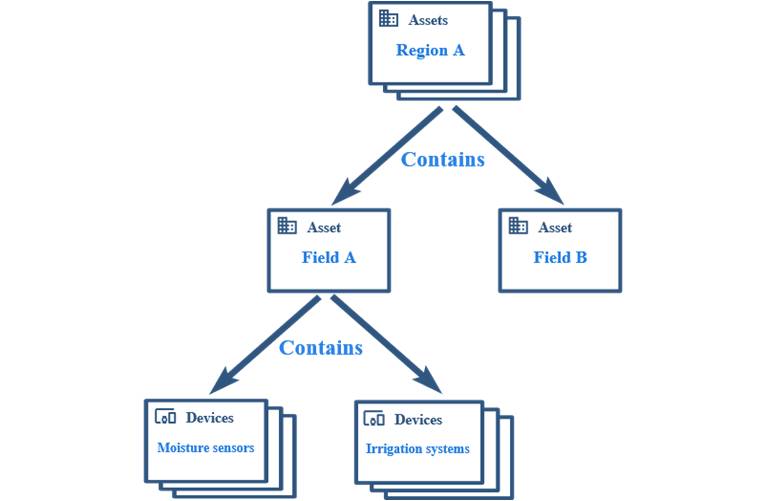 Assets
Region A
Contains
Asset
Field A
Asset
Field B
Contains
Devices
Moisture sensors
Devices
Irrigation systems